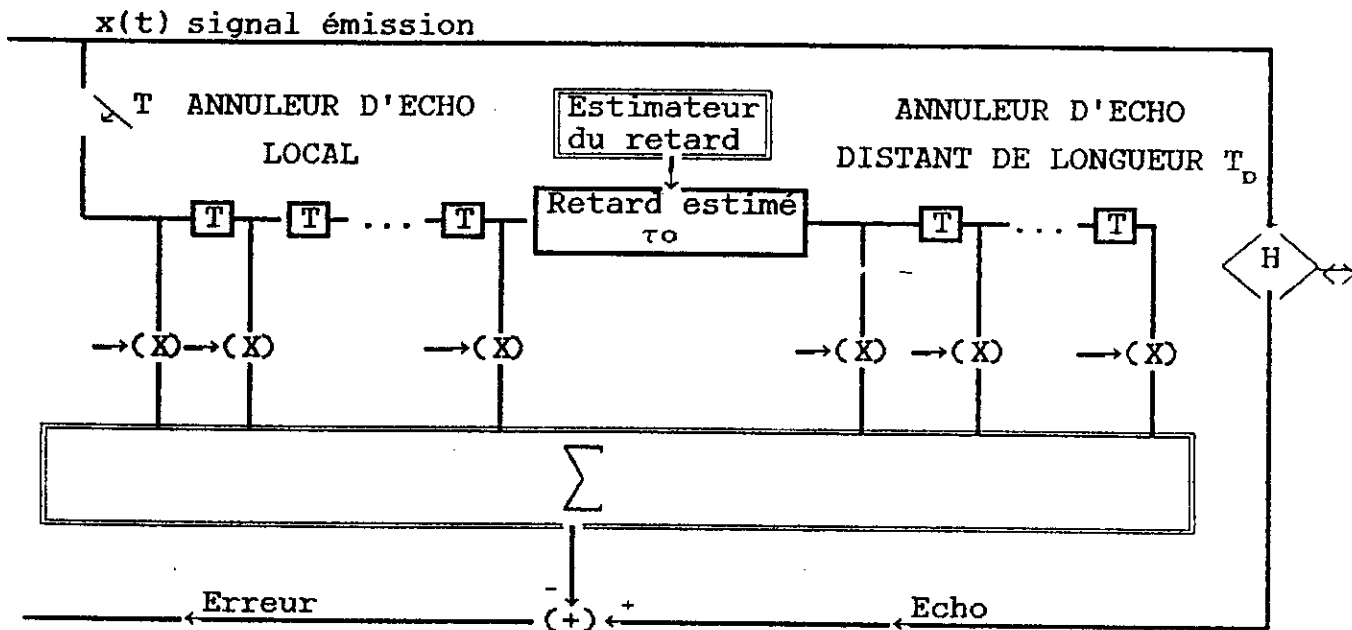 x(t) signal émission
T ANNULEUR D'ECHO
LOCAL
Estimateur
du retard
ANNULEUR D'ECHO
DISTANT DE LONGUEUR T_D
T T ... T
Retard estimé
τo
T ... T
H
→(X)→(X) →(X) →(X) →(X) →(X)
∑
- +
Erreur (+) Echo